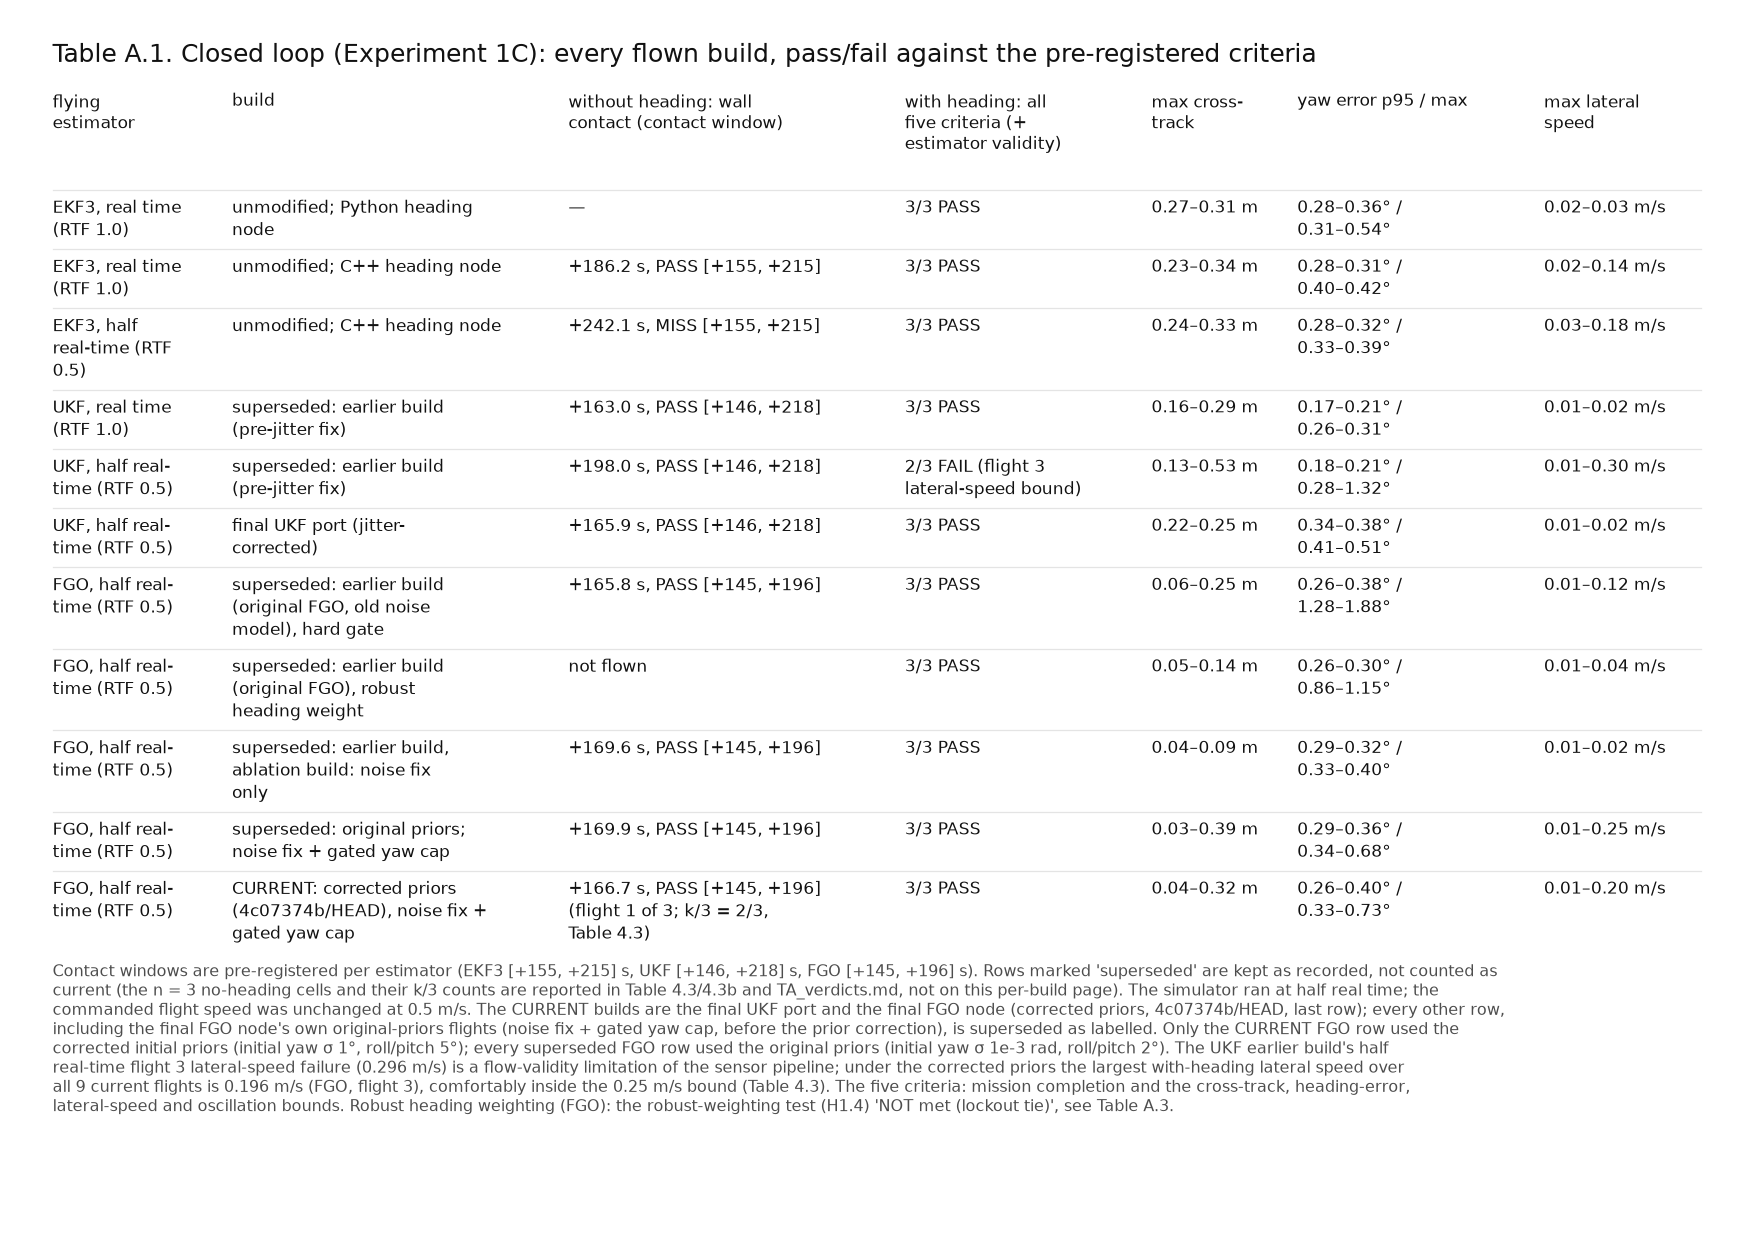 Table A.1. Closed loop (Experiment 1C): every flown build, pass/fail against the pre-registered criteria
flying estimator | build | without heading: wall contact (contact window) | with heading: all five criteria (+ estimator validity) | max cross-track | yaw error p95 / max | max lateral speed
EKF3, real time (RTF 1.0) | unmodified; Python heading node | — | 3/3 PASS | 0.27–0.31 m | 0.28–0.36° / 0.31–0.54° | 0.02–0.03 m/s
EKF3, real time (RTF 1.0) | unmodified; C++ heading node | +186.2 s, PASS [+155, +215] | 3/3 PASS | 0.23–0.34 m | 0.28–0.31° / 0.40–0.42° | 0.02–0.14 m/s
EKF3, half real-time (RTF 0.5) | unmodified; C++ heading node | +242.1 s, MISS [+155, +215] | 3/3 PASS | 0.24–0.33 m | 0.28–0.32° / 0.33–0.39° | 0.03–0.18 m/s
UKF, real time (RTF 1.0) | superseded: earlier build (pre-jitter fix) | +163.0 s, PASS [+146, +218] | 3/3 PASS | 0.16–0.29 m | 0.17–0.21° / 0.26–0.31° | 0.01–0.02 m/s
UKF, half real-time (RTF 0.5) | superseded: earlier build (pre-jitter fix) | +198.0 s, PASS [+146, +218] | 2/3 FAIL (flight 3 lateral-speed bound) | 0.13–0.53 m | 0.18–0.21° / 0.28–1.32° | 0.01–0.30 m/s
UKF, half real-time (RTF 0.5) | final UKF port (jitter-corrected) | +165.9 s, PASS [+146, +218] | 3/3 PASS | 0.22–0.25 m | 0.34–0.38° / 0.41–0.51° | 0.01–0.02 m/s
FGO, half real-time (RTF 0.5) | superseded: earlier build (original FGO, old noise model), hard gate | +165.8 s, PASS [+145, +196] | 3/3 PASS | 0.06–0.25 m | 0.26–0.38° / 1.28–1.88° | 0.01–0.12 m/s
FGO, half real-time (RTF 0.5) | superseded: earlier build (original FGO), robust heading weight | not flown | 3/3 PASS | 0.05–0.14 m | 0.26–0.30° / 0.86–1.15° | 0.01–0.04 m/s
FGO, half real-time (RTF 0.5) | superseded: earlier build, ablation build: noise fix only | +169.6 s, PASS [+145, +196] | 3/3 PASS | 0.04–0.09 m | 0.29–0.32° / 0.33–0.40° | 0.01–0.02 m/s
FGO, half real-time (RTF 0.5) | superseded: original priors; noise fix + gated yaw cap | +169.9 s, PASS [+145, +196] | 3/3 PASS | 0.03–0.39 m | 0.29–0.36° / 0.34–0.68° | 0.01–0.25 m/s
FGO, half real-time (RTF 0.5) | CURRENT: corrected priors (4c07374b/HEAD), noise fix + gated yaw cap | +166.7 s, PASS [+145, +196] (flight 1 of 3; k/3 = 2/3, Table 4.3) | 3/3 PASS | 0.04–0.32 m | 0.26–0.40° / 0.33–0.73° | 0.01–0.20 m/s
Contact windows are pre-registered per estimator (EKF3 [+155, +215] s, UKF [+146, +218] s, FGO [+145, +196] s). Rows marked 'superseded' are kept as recorded, not counted as
current (the n = 3 no-heading cells and their k/3 counts are reported in Table 4.3/4.3b and TA_verdicts.md, not on this per-build page). The simulator ran at half real time; the
commanded flight speed was unchanged at 0.5 m/s. The CURRENT builds are the final UKF port and the final FGO node (corrected priors, 4c07374b/HEAD, last row); every other row,
including the final FGO node's own original-priors flights (noise fix + gated yaw cap, before the prior correction), is superseded as labelled. Only the CURRENT FGO row used the
corrected initial priors (initial yaw σ 1°, roll/pitch 5°); every superseded FGO row used the original priors (initial yaw σ 1e-3 rad, roll/pitch 2°). The UKF earlier build's half
real-time flight 3 lateral-speed failure (0.296 m/s) is a flow-validity limitation of the sensor pipeline; under the corrected priors the largest with-heading lateral speed over
all 9 current flights is 0.196 m/s (FGO, flight 3), comfortably inside the 0.25 m/s bound (Table 4.3). The five criteria: mission completion and the cross-track, heading-error,
lateral-speed and oscillation bounds. Robust heading weighting (FGO): the robust-weighting test (H1.4) 'NOT met (lockout tie)', see Table A.3.